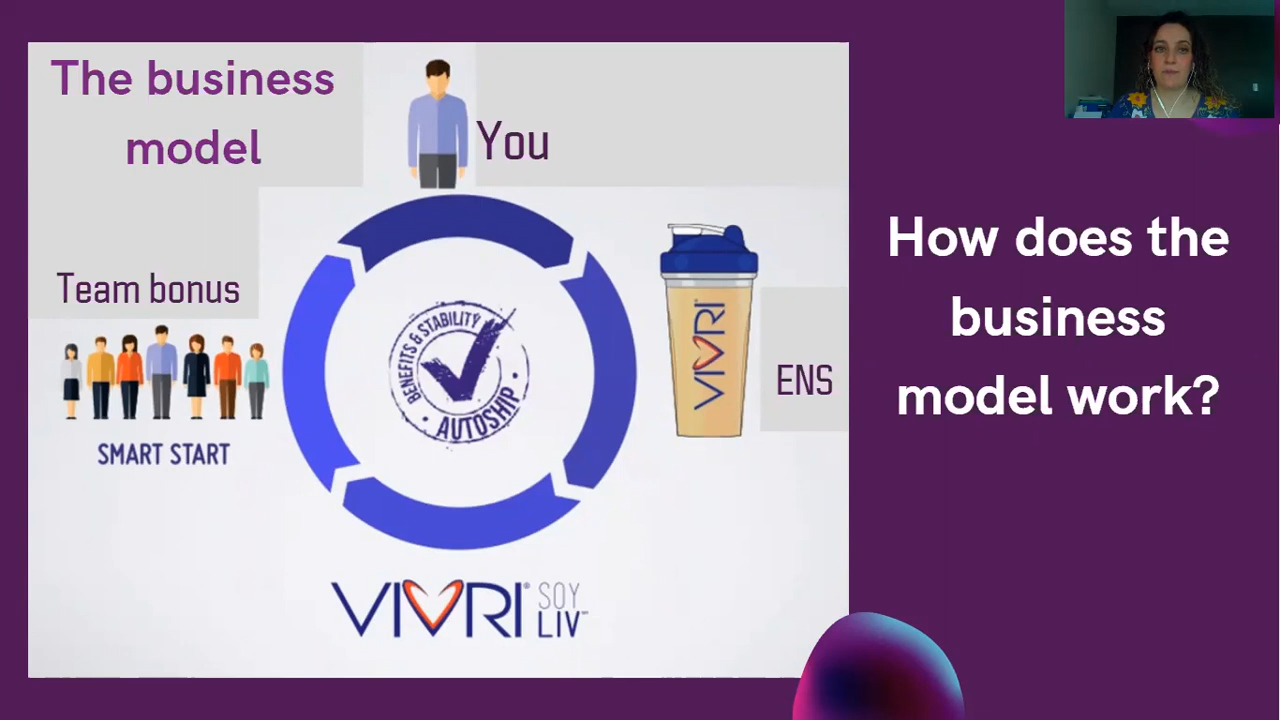 The business
model
You
Team bonus
SMART START
BENEFITS & STABILITY
· AUTOSHIP ·
VIVRI
ENS
VIVRI® SOY
LIV™
How does the
business
model work?